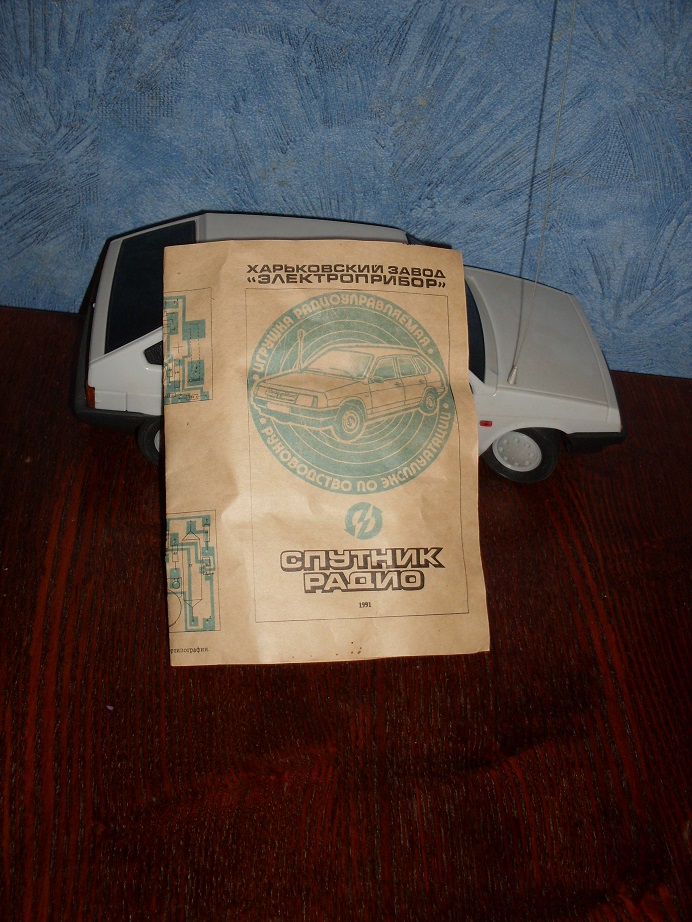 ХАРЬКОВСКИЙ ЗАВОД
«ЭЛЕКТРОПРИБОР»
ИГРУШКА РАДИОУПРАВЛЯЕМАЯ
РУКОВОДСТВО ПО ЭКСПЛУАТАЦИИ
СПУТНИК
РАДИО
1991